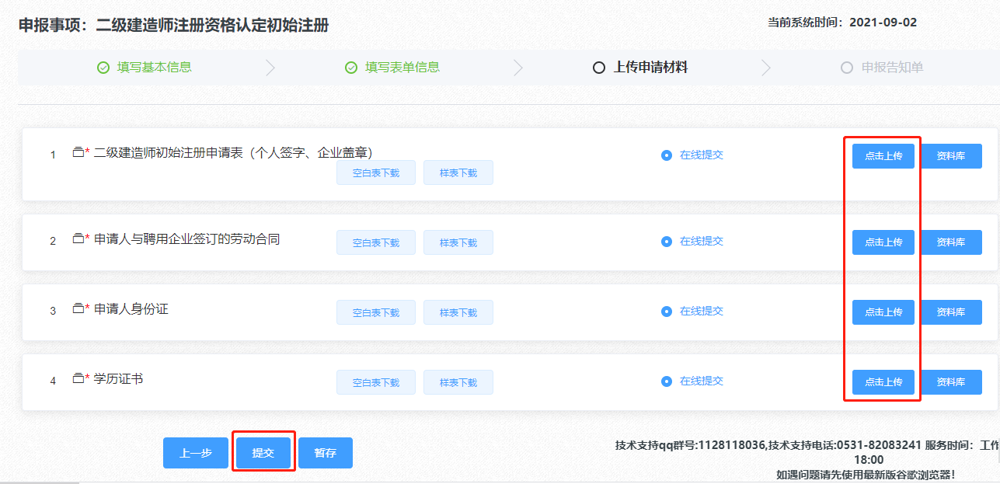 申报事项：二级建造师注册资格认定初始注册
当前系统时间：2021-09-02
填写基本信息
填写表单信息
上传申请材料
申报告知单
1 * 二级建造师初始注册申请表（个人签字、企业盖章） 在线提交 点击上传 资料库
空白表下载 样表下载
2 * 申请人与聘用企业签订的劳动合同 空白表下载 样表下载 在线提交 点击上传 资料库
3 * 申请人身份证 空白表下载 样表下载 在线提交 点击上传 资料库
4 * 学历证书 空白表下载 样表下载 在线提交 点击上传 资料库
上一步 提交 暂存
技术支持qq群号:1128118036,技术支持电话:0531-82083241 服务时间：工作
18:00
如遇问题请先使用最新版谷歌浏览器！